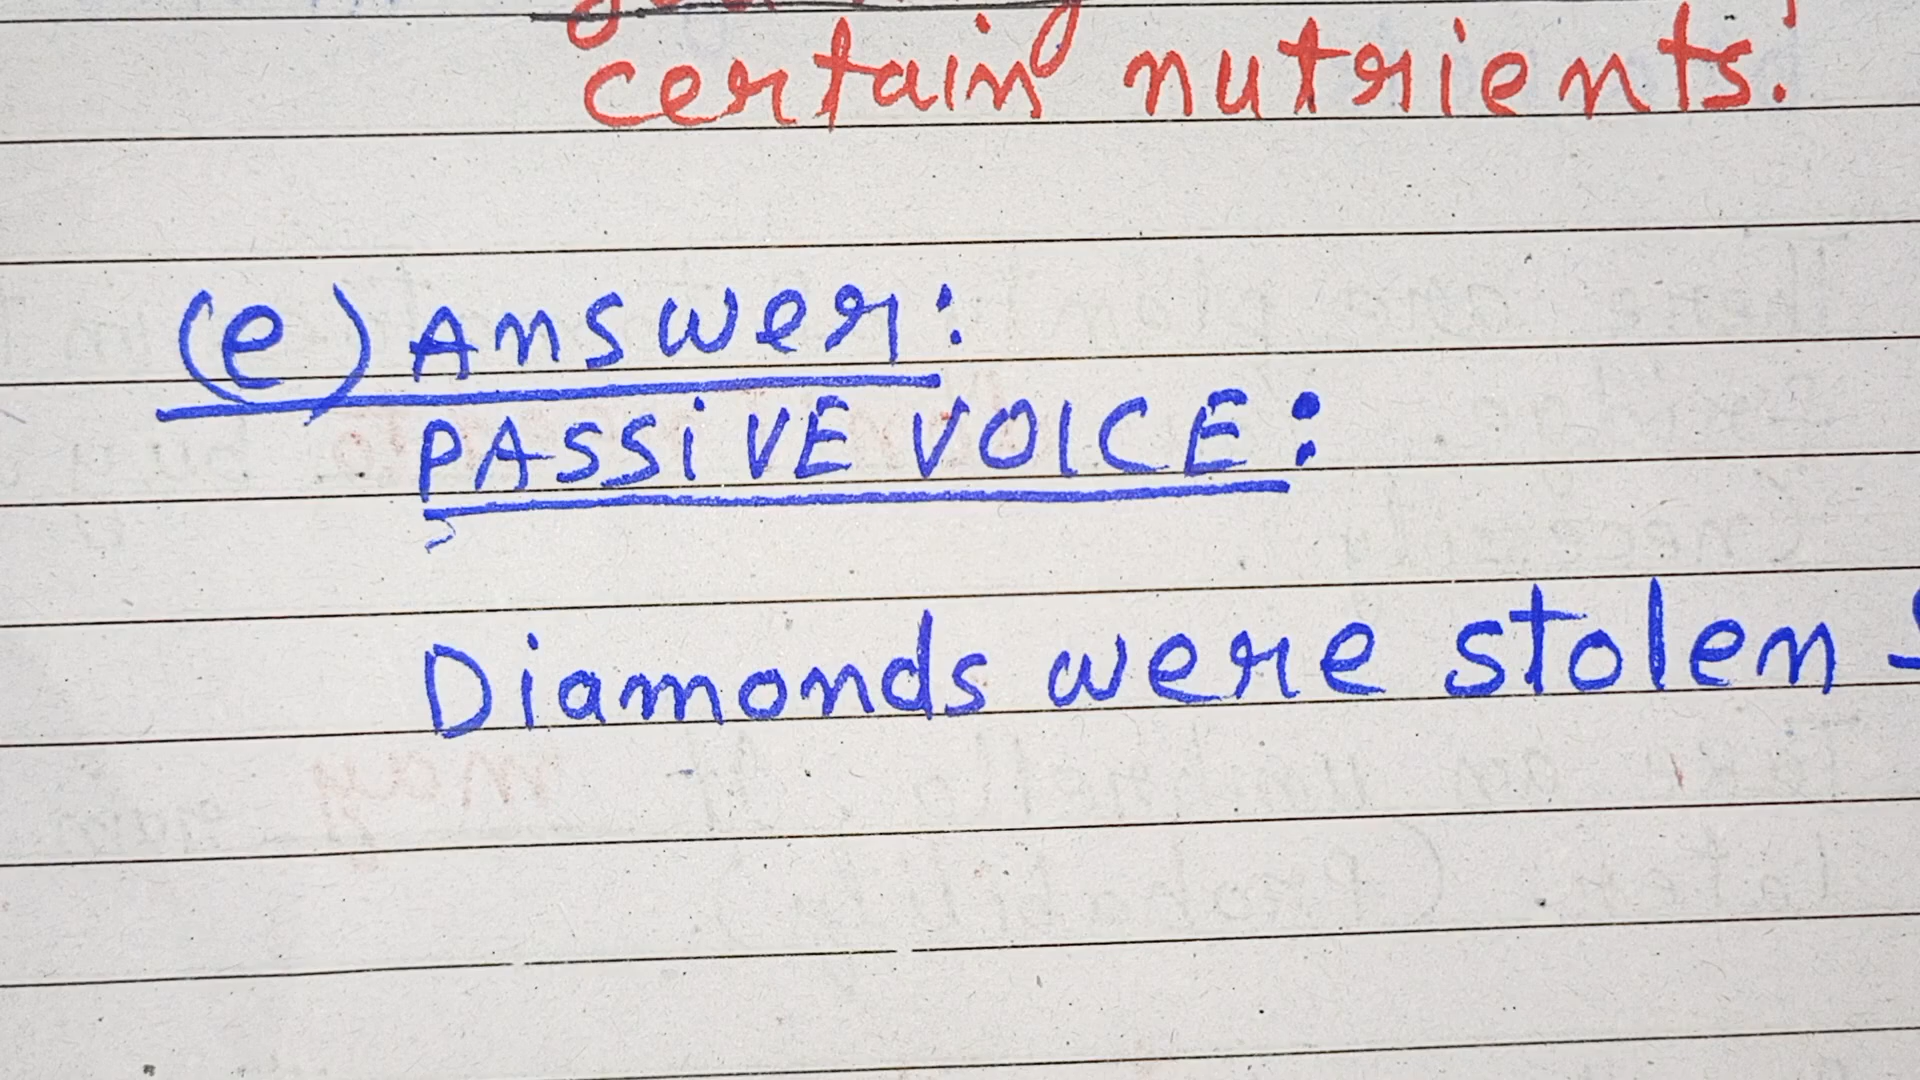 certain nutrients.
(e) Answer:
PASSiVE VOICE:
Diamonds were stolen